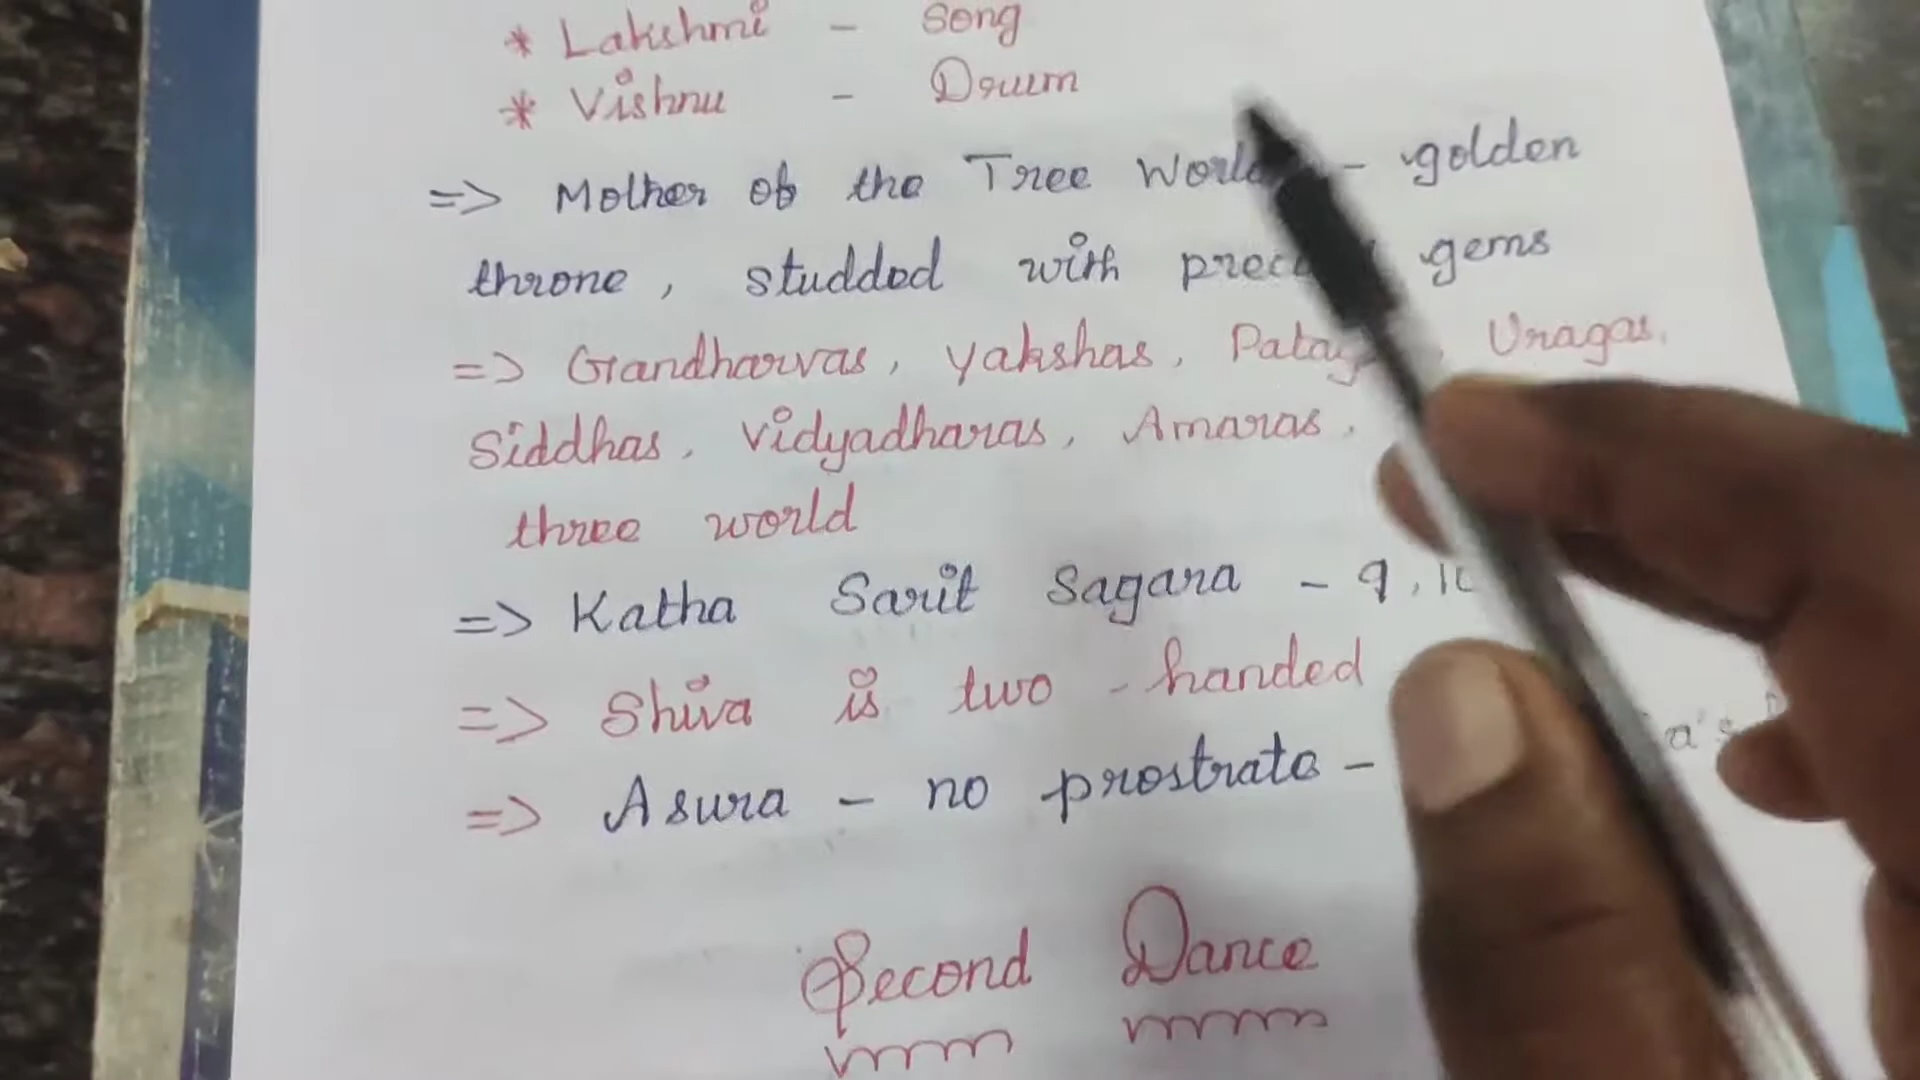 * Lakshmi - Song
* Vishnu - Drum
=> Mother of the Tree World - golden
throne, studded with gems
=> Gandharvas, Yakshas, Uragas,
Siddhas, Vidyadharas, Amaras,
three world
=> Katha Sarit Sagara - 9,
=> Shiva is two - handed
=> Asura - no prostrate -
Second Dance